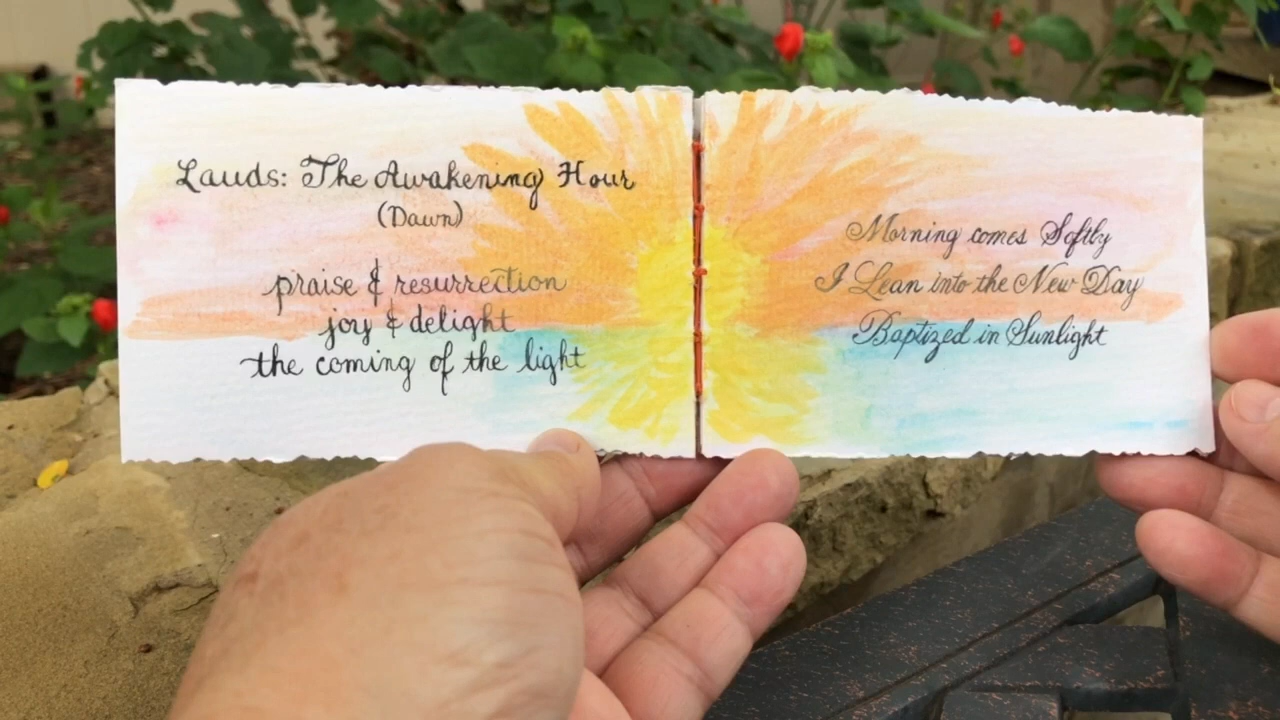 Lauds: The Awakening Hour
(Dawn)
praise & resurrection
joy & delight
the coming of the light
Morning comes Softly
I Lean into the New Day
Baptized in Sunlight